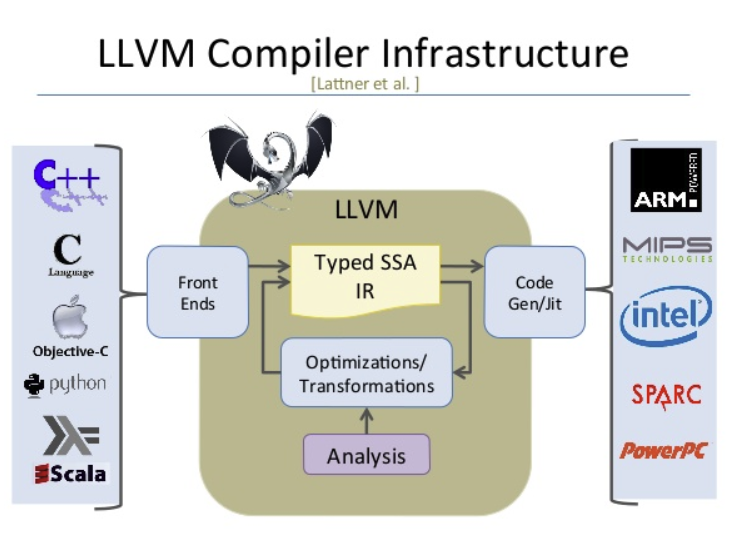 LLVM Compiler Infrastructure
[Lattner et al. ]
C++
C
Language
Objective-C
python
Scala
LLVM
Front
Ends
Typed SSA
IR
Code
Gen/Jit
Optimizations/
Transformations
Analysis
ARM POWERED
MIPS
TECHNOLOGIES
intel
SPARC
PowerPC